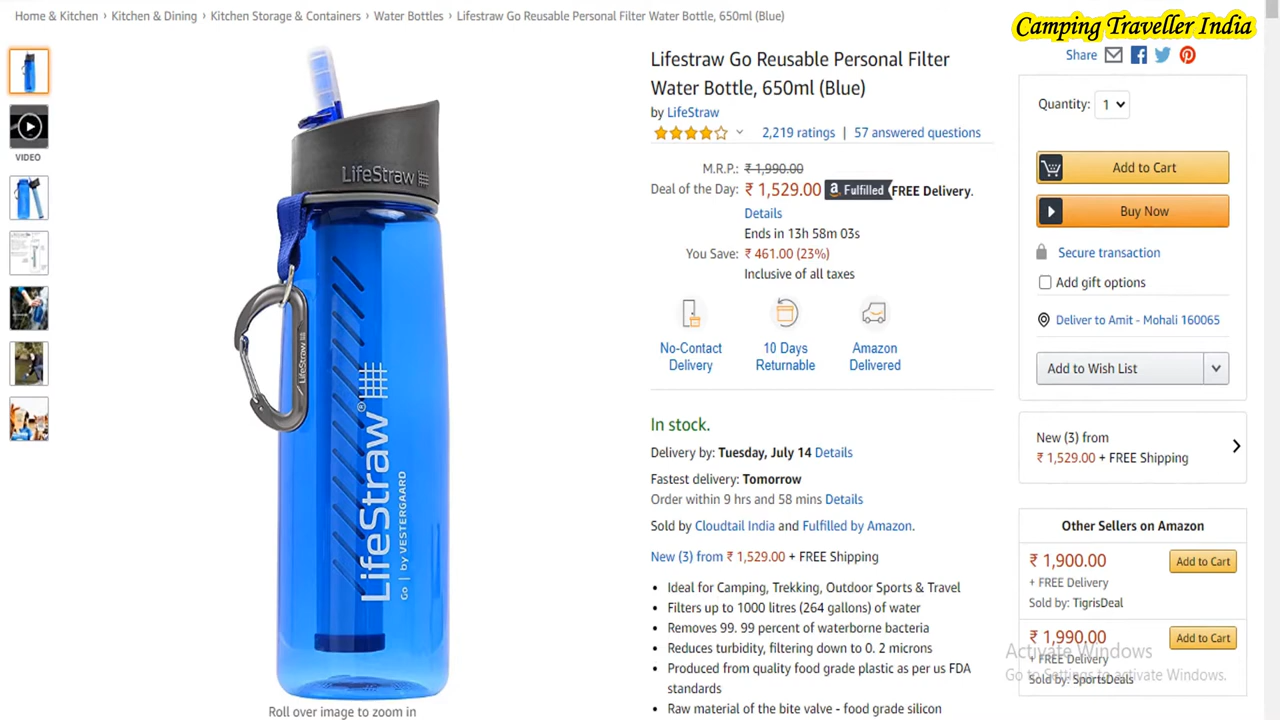 Home & Kitchen › Kitchen & Dining › Kitchen Storage & Containers › Water Bottles › Lifestraw Go Reusable Personal Filter Water Bottle, 650ml (Blue)
Camping Traveller India
Share
VIDEO
LifeStraw
LifeStraw
LifeStraw®
Go | by VESTERGAARD
Roll over image to zoom in
Lifestraw Go Reusable Personal Filter
Water Bottle, 650ml (Blue)
by LifeStraw
2,219 ratings | 57 answered questions
M.R.P.: ₹ 1,990.00
Deal of the Day: ₹ 1,529.00 a Fulfilled FREE Delivery.
Details
Ends in 13h 58m 03s
You Save: ₹ 461.00 (23%)
Inclusive of all taxes
No-Contact
Delivery
10 Days
Returnable
Amazon
Delivered
In stock.
Delivery by: Tuesday, July 14 Details
Fastest delivery: Tomorrow
Order within 9 hrs and 58 mins Details
Sold by Cloudtail India and Fulfilled by Amazon.
New (3) from ₹ 1,529.00 + FREE Shipping
• Ideal for Camping, Trekking, Outdoor Sports & Travel
• Filters up to 1000 litres (264 gallons) of water
• Removes 99. 99 percent of waterborne bacteria
• Reduces turbidity, filtering down to 0. 2 microns
• Produced from quality food grade plastic as per us FDA
standards
• Raw material of the bite valve - food grade silicon
Quantity: 1
Add to Cart
Buy Now
Secure transaction
Add gift options
Deliver to Amit - Mohali 160065
Add to Wish List
New (3) from
₹ 1,529.00 + FREE Shipping
Other Sellers on Amazon
₹ 1,900.00 Add to Cart
+ FREE Delivery
Sold by: TigrisDeal
₹ 1,990.00 Add to Cart
+ FREE Delivery
Sold by: SportsDeals
Activate Windows
Go to Settings to activate Windows.